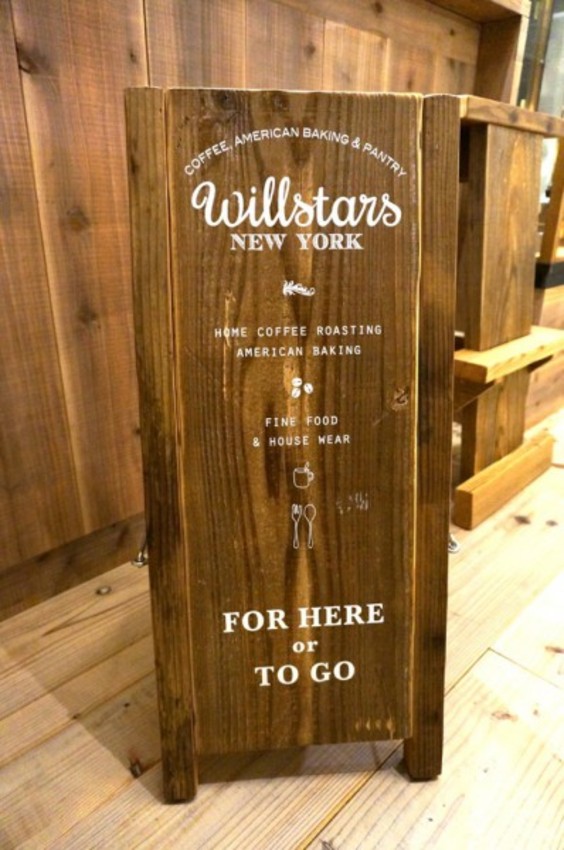 COFFEE, AMERICAN BAKING & PANTRY
Willstars
NEW YORK
HOME COFFEE ROASTING
AMERICAN BAKING
FINE FOOD
& HOUSE WEAR
FOR HERE
or
TO GO